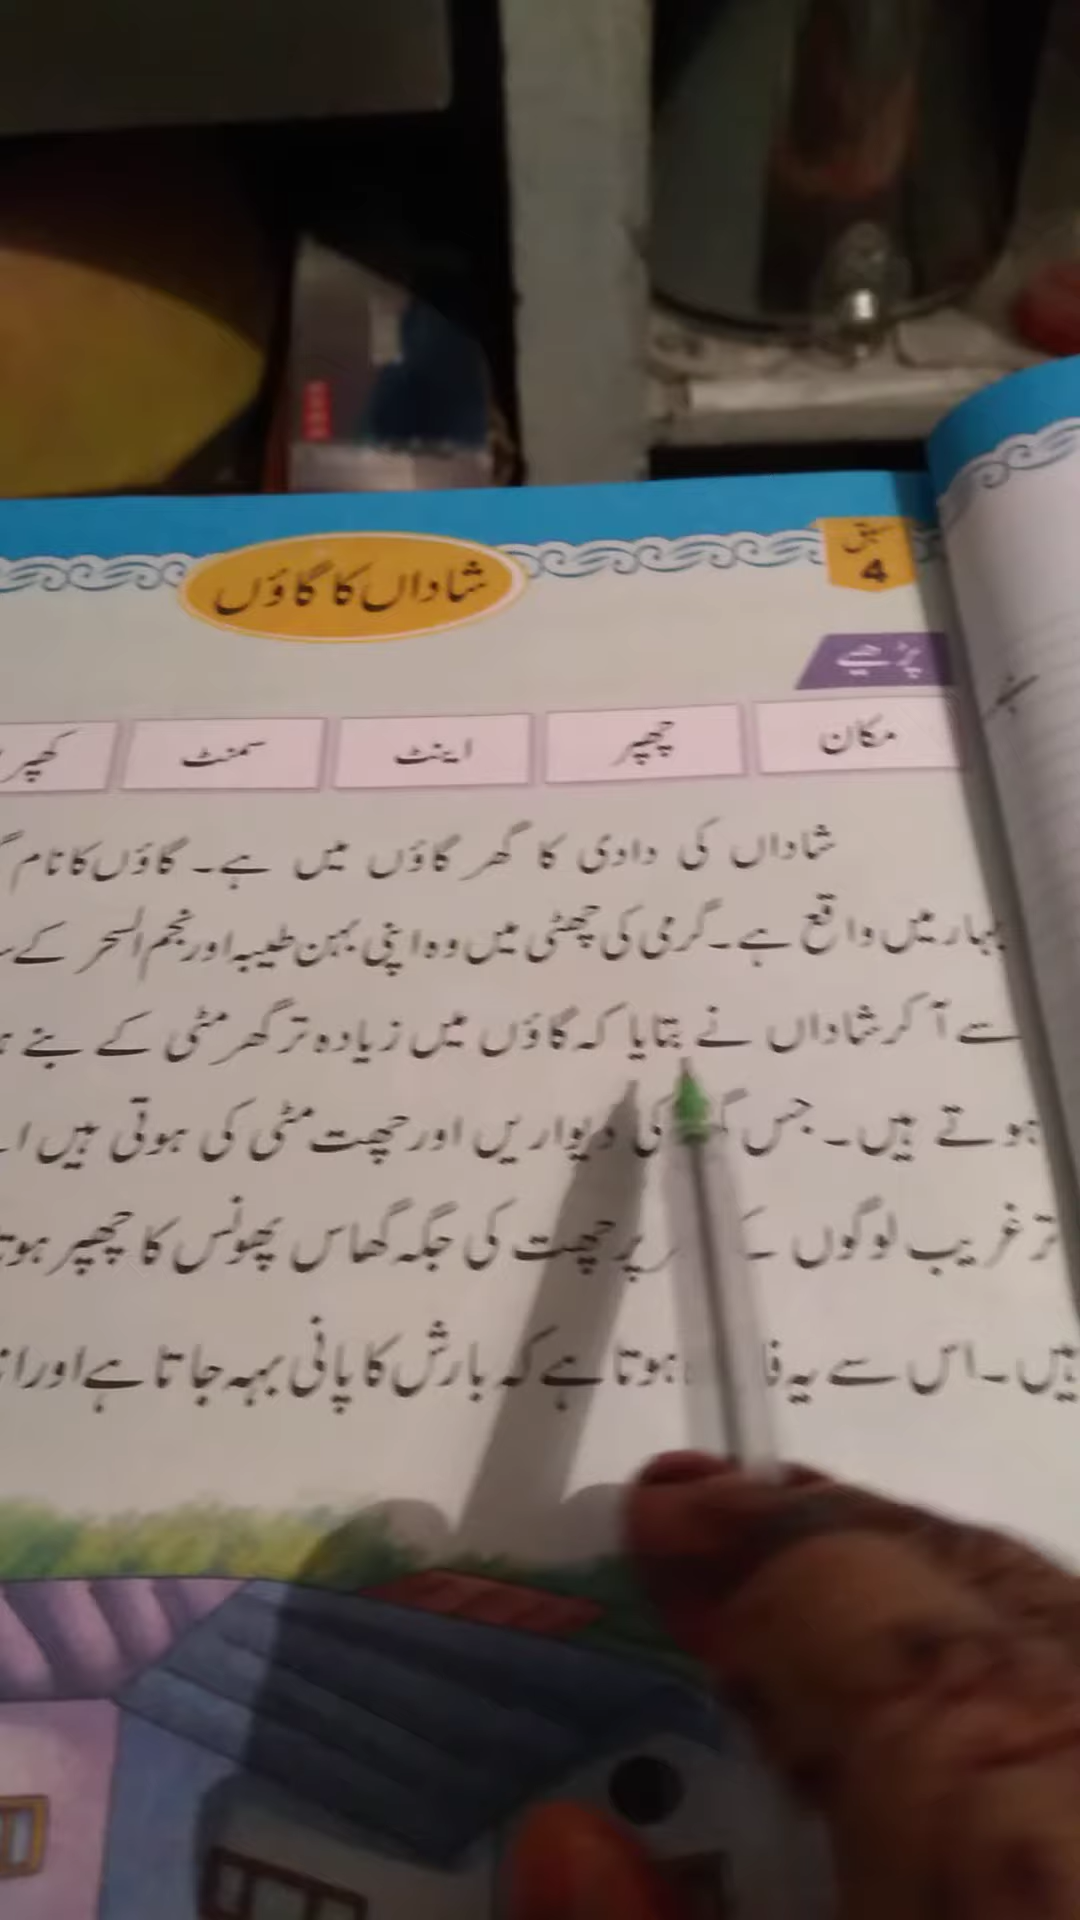 سبق
4
شاداں کا گاؤں
پڑھیے
مکان چھپر اینٹ سمنٹ
شاداں کی دادی کا گھر گاؤں میں ہے۔ گاؤں کا نام
بہار میں واقع ہے۔ گرمی کی چھٹی میں وہ اپنی بہن طیبہ اور نجم السحر کے
سے آ کر شاداں نے بتایا کہ گاؤں میں زیادہ تر گھر مٹی کے بنے
ہوتے ہیں۔ جس کی دیواریں اور چھت مٹی کی ہوتی ہیں
تر غریب لوگوں پر چھت کی جگہ گھاس پھونس کا چھپر
ہیں۔ اس سے یہ ہوتا ہے کہ بارش کا پانی بہہ جاتا ہے اور